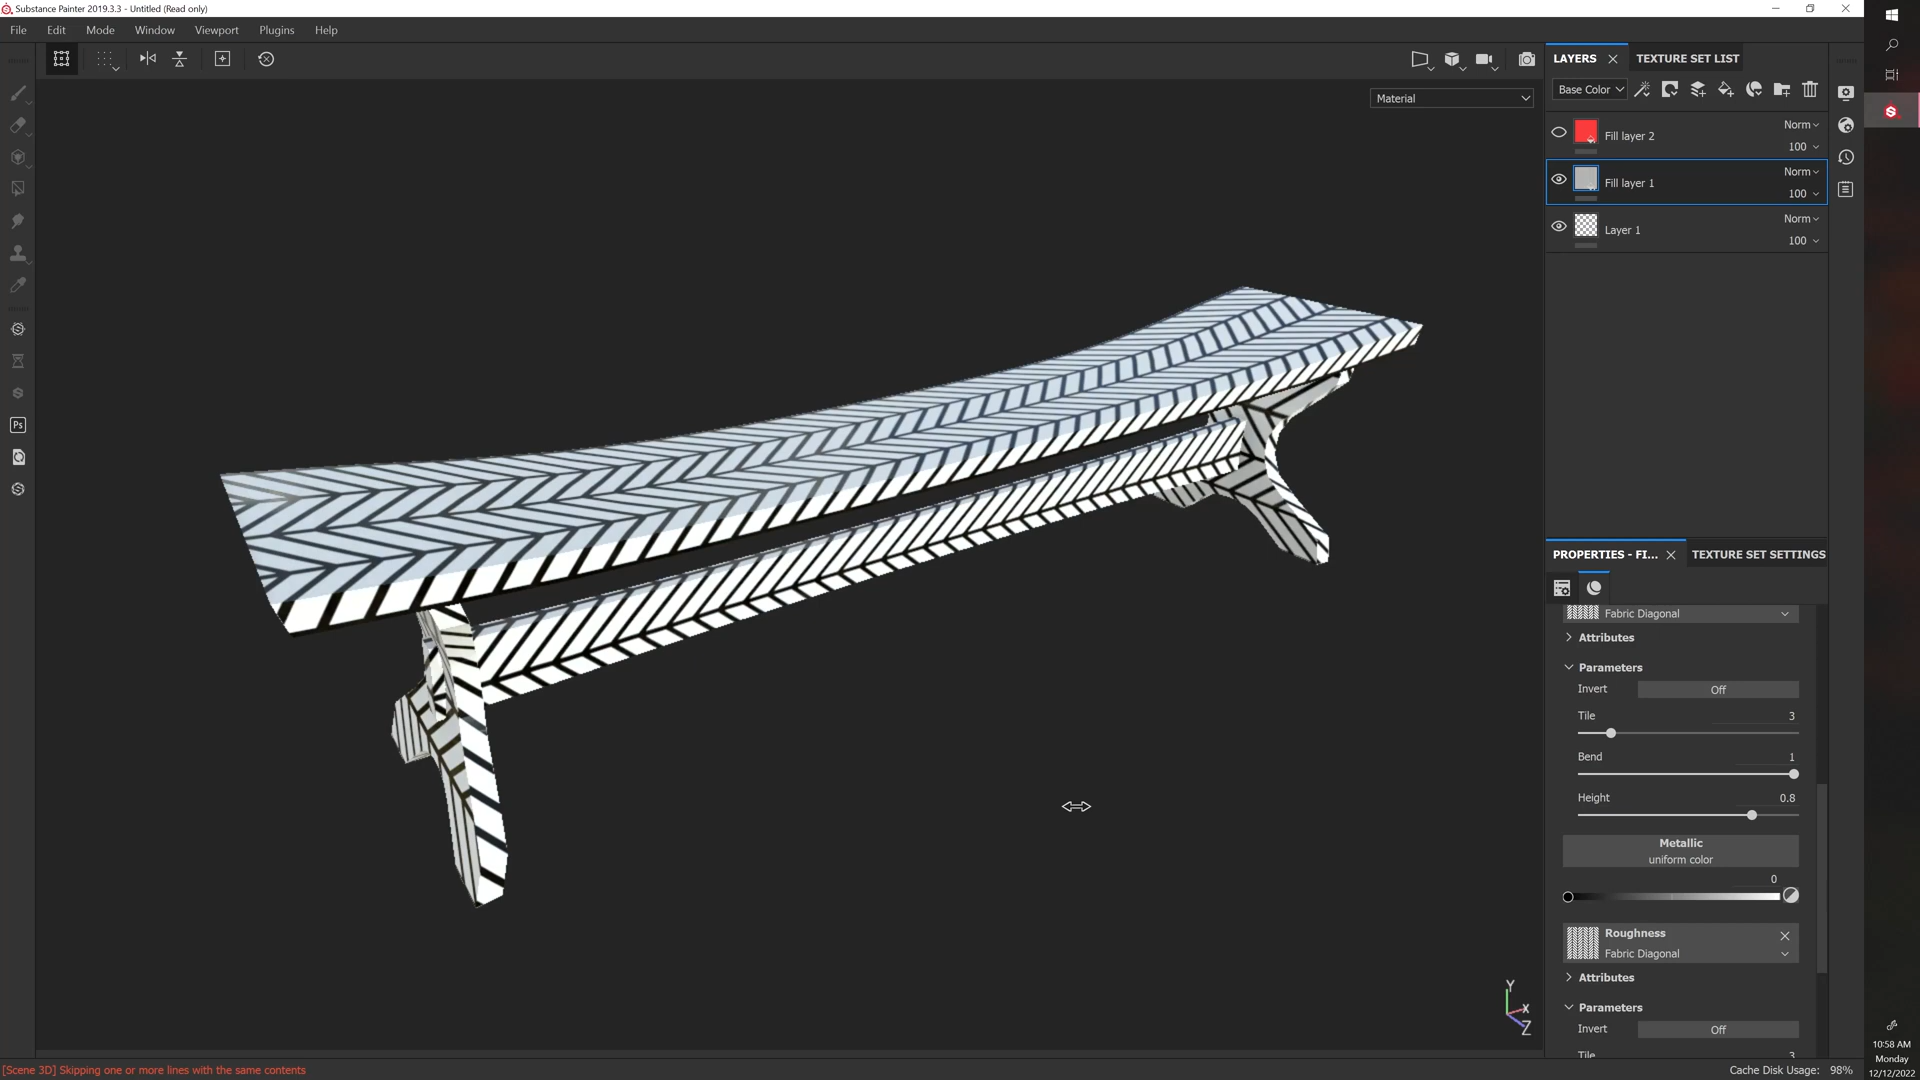 Substance Painter 2019.3.3 - Untitled (Read only)
File Edit Mode Window Viewport Plugins Help
Material
LAYERS TEXTURE SET LIST
Base Color
Fill layer 2 Norm
100
Fill layer 1 Norm
100
Layer 1 Norm
100
Ps
PROPERTIES - FI... TEXTURE SET SETTINGS
Fabric Diagonal
Attributes
Parameters
Invert Off
Tile 3
Bend 1
Height 0.8
Metallic
uniform color
0
Roughness
Fabric Diagonal
Attributes
Parameters
Invert Off
Tile 3
Y
X
Z
[Scene 3D] Skipping one or more lines with the same contents
Cache Disk Usage: 98%
10:58 AM
Monday
12/12/2022